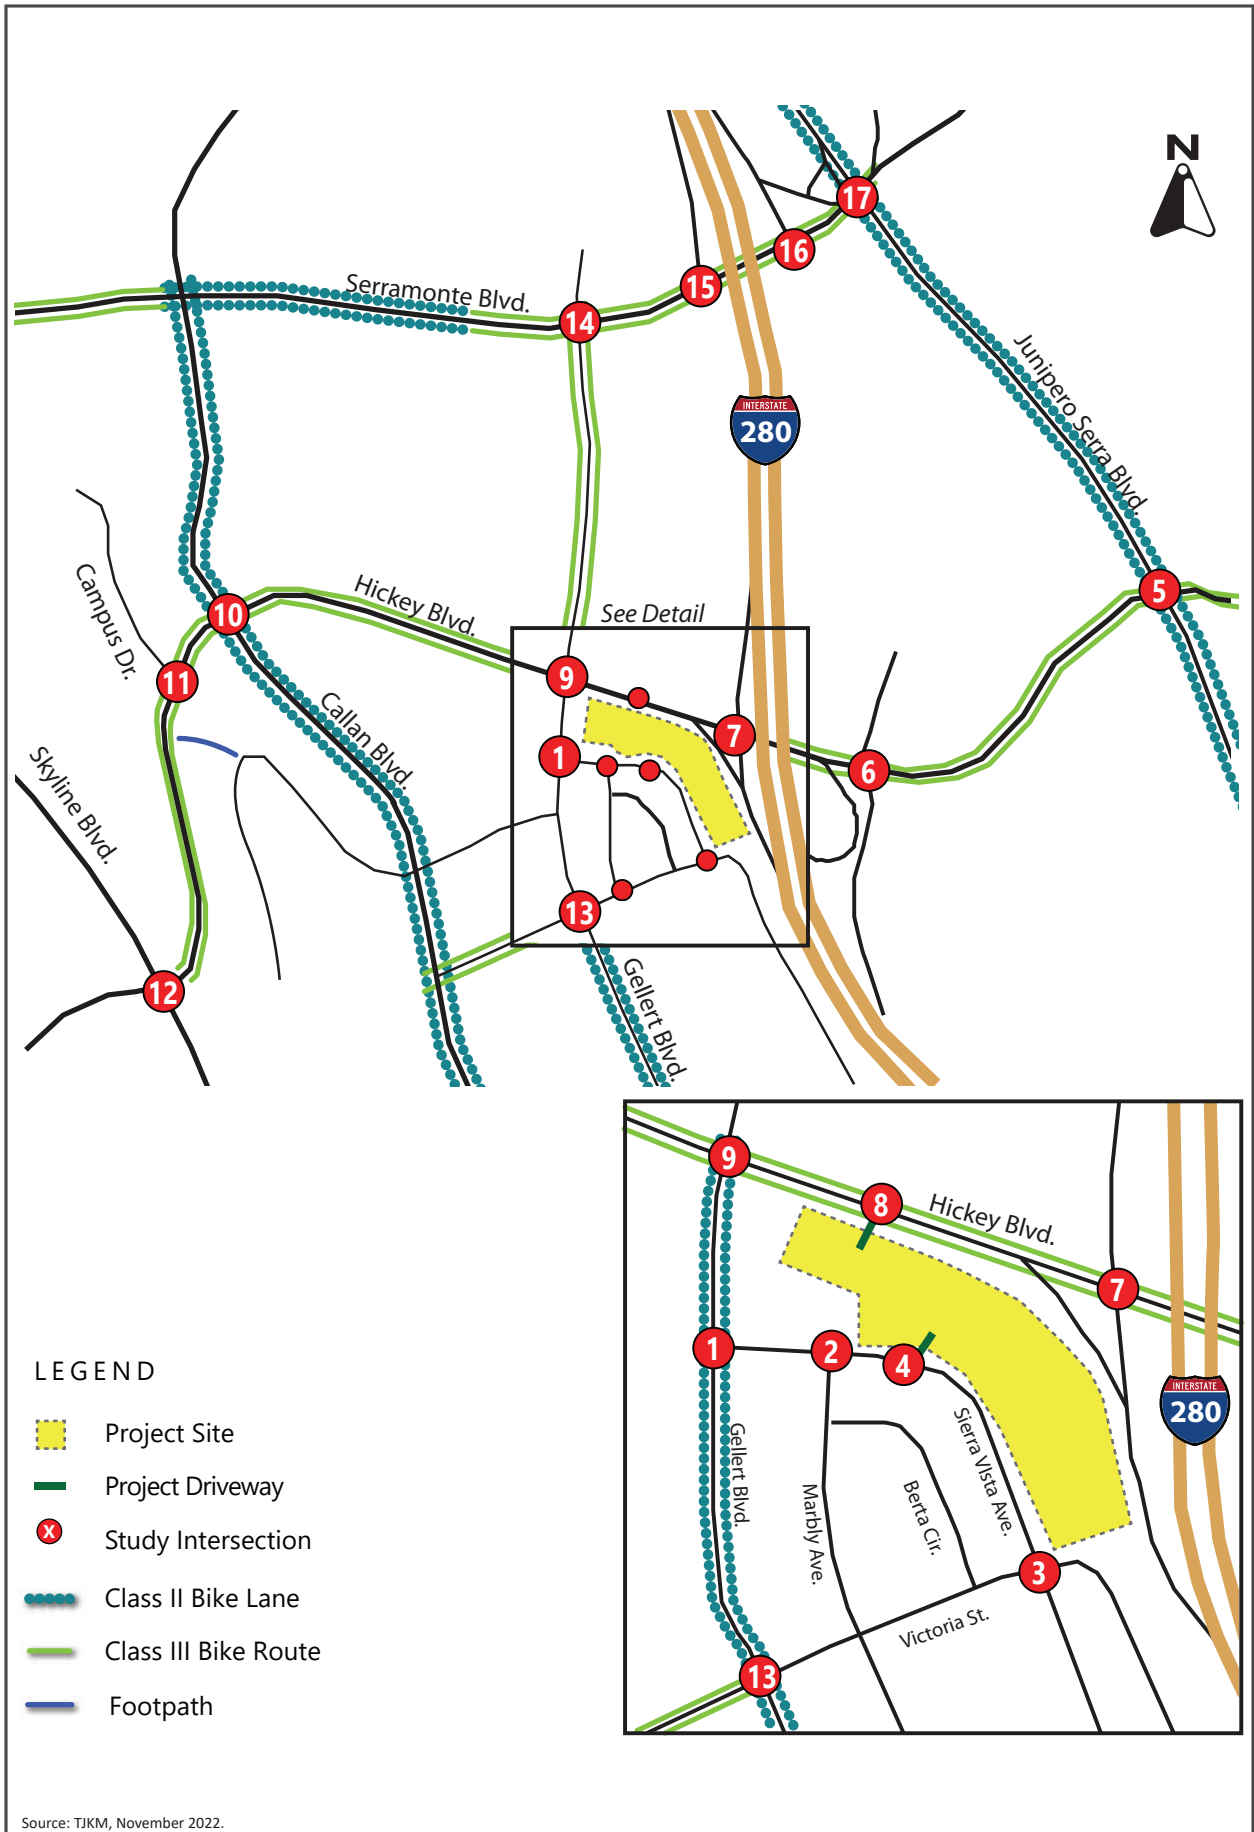 N
17
16
15
Serramonte Blvd.
14
Junipero Serra Blvd.
INTERSTATE
280
Campus Dr.
10
Hickey Blvd.
See Detail
5
11
9
Callan Blvd.
7
1
6
Skyline Blvd.
13
12
Gellert Blvd.
9
8
Hickey Blvd.
7
1
2
4
INTERSTATE
280
Gellert Blvd.
Marbly Ave.
Berta Cir.
Sierra VIsta Ave.
3
Victoria St.
13
LEGEND
Project Site
Project Driveway
X
Study Intersection
Class II Bike Lane
Class III Bike Route
Footpath
Source: TJKM, November 2022.